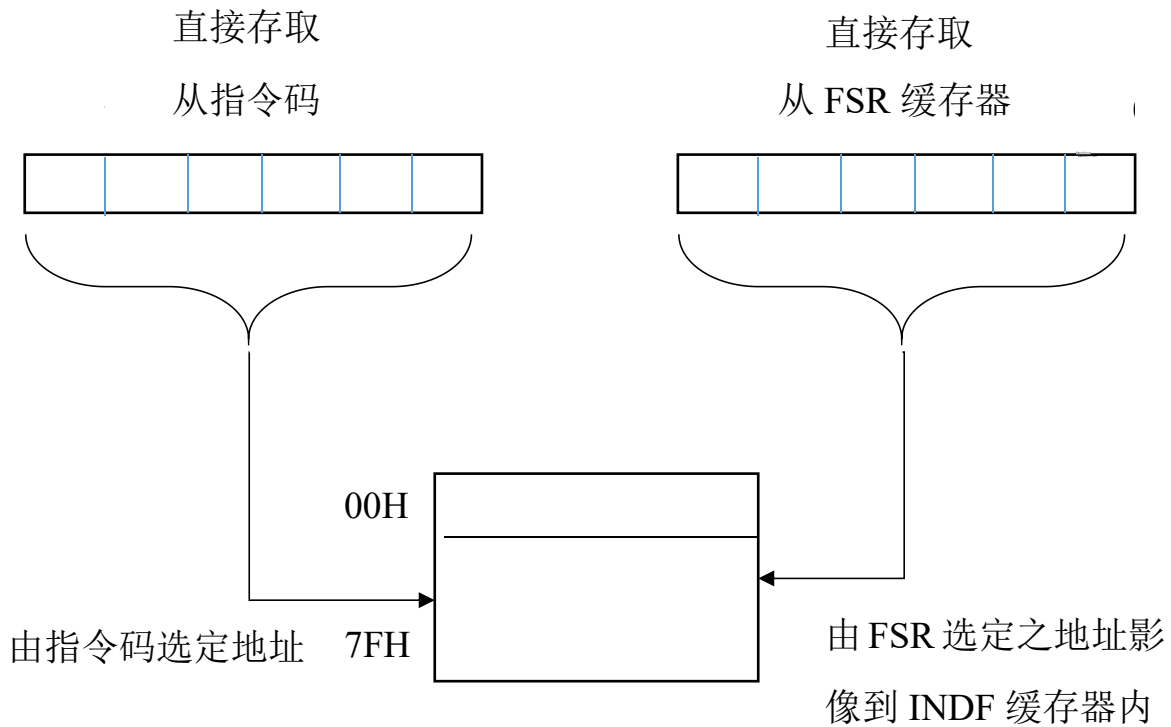 直接存取
从指令码
直接存取
从 FSR 缓存器
00H
由指令码选定地址
7FH
由 FSR 选定之地址影
像到 INDF 缓存器内